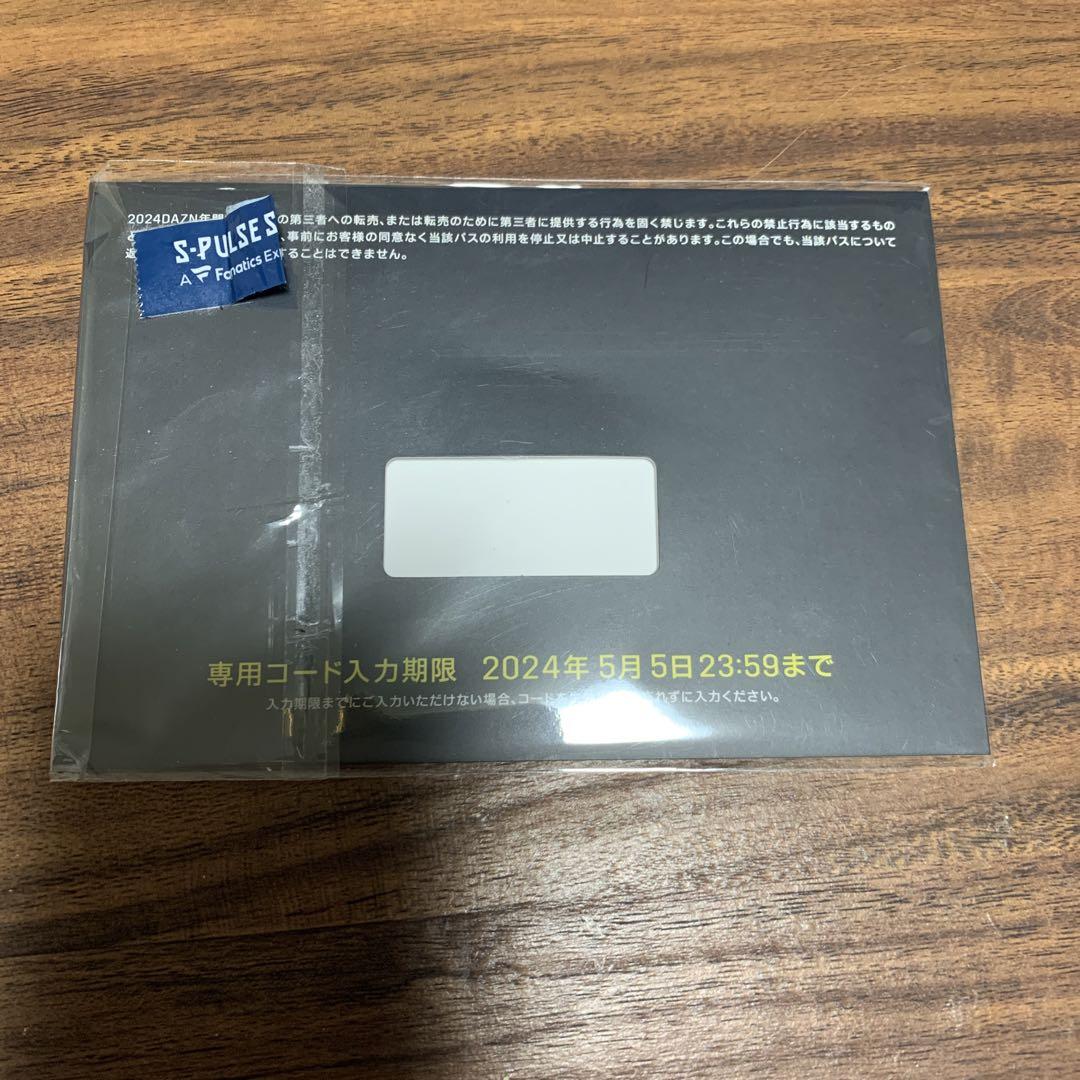 2024DAZN年間 の第三者への転売、または転売のために第三者に提供する行為を固く禁じます。これらの禁止行為に該当するもの
、事前にお客様の同意なく当該パスの利用を停止又は中止することがあります。この場合でも、当該パスについて
返 することはできません。
S-PULSE S
A Fanatics Ex
専用コード入力期限 2024年 5月 5日 23:59まで
入力期限までにご入力いただけない場合、コードを れずに入力ください。